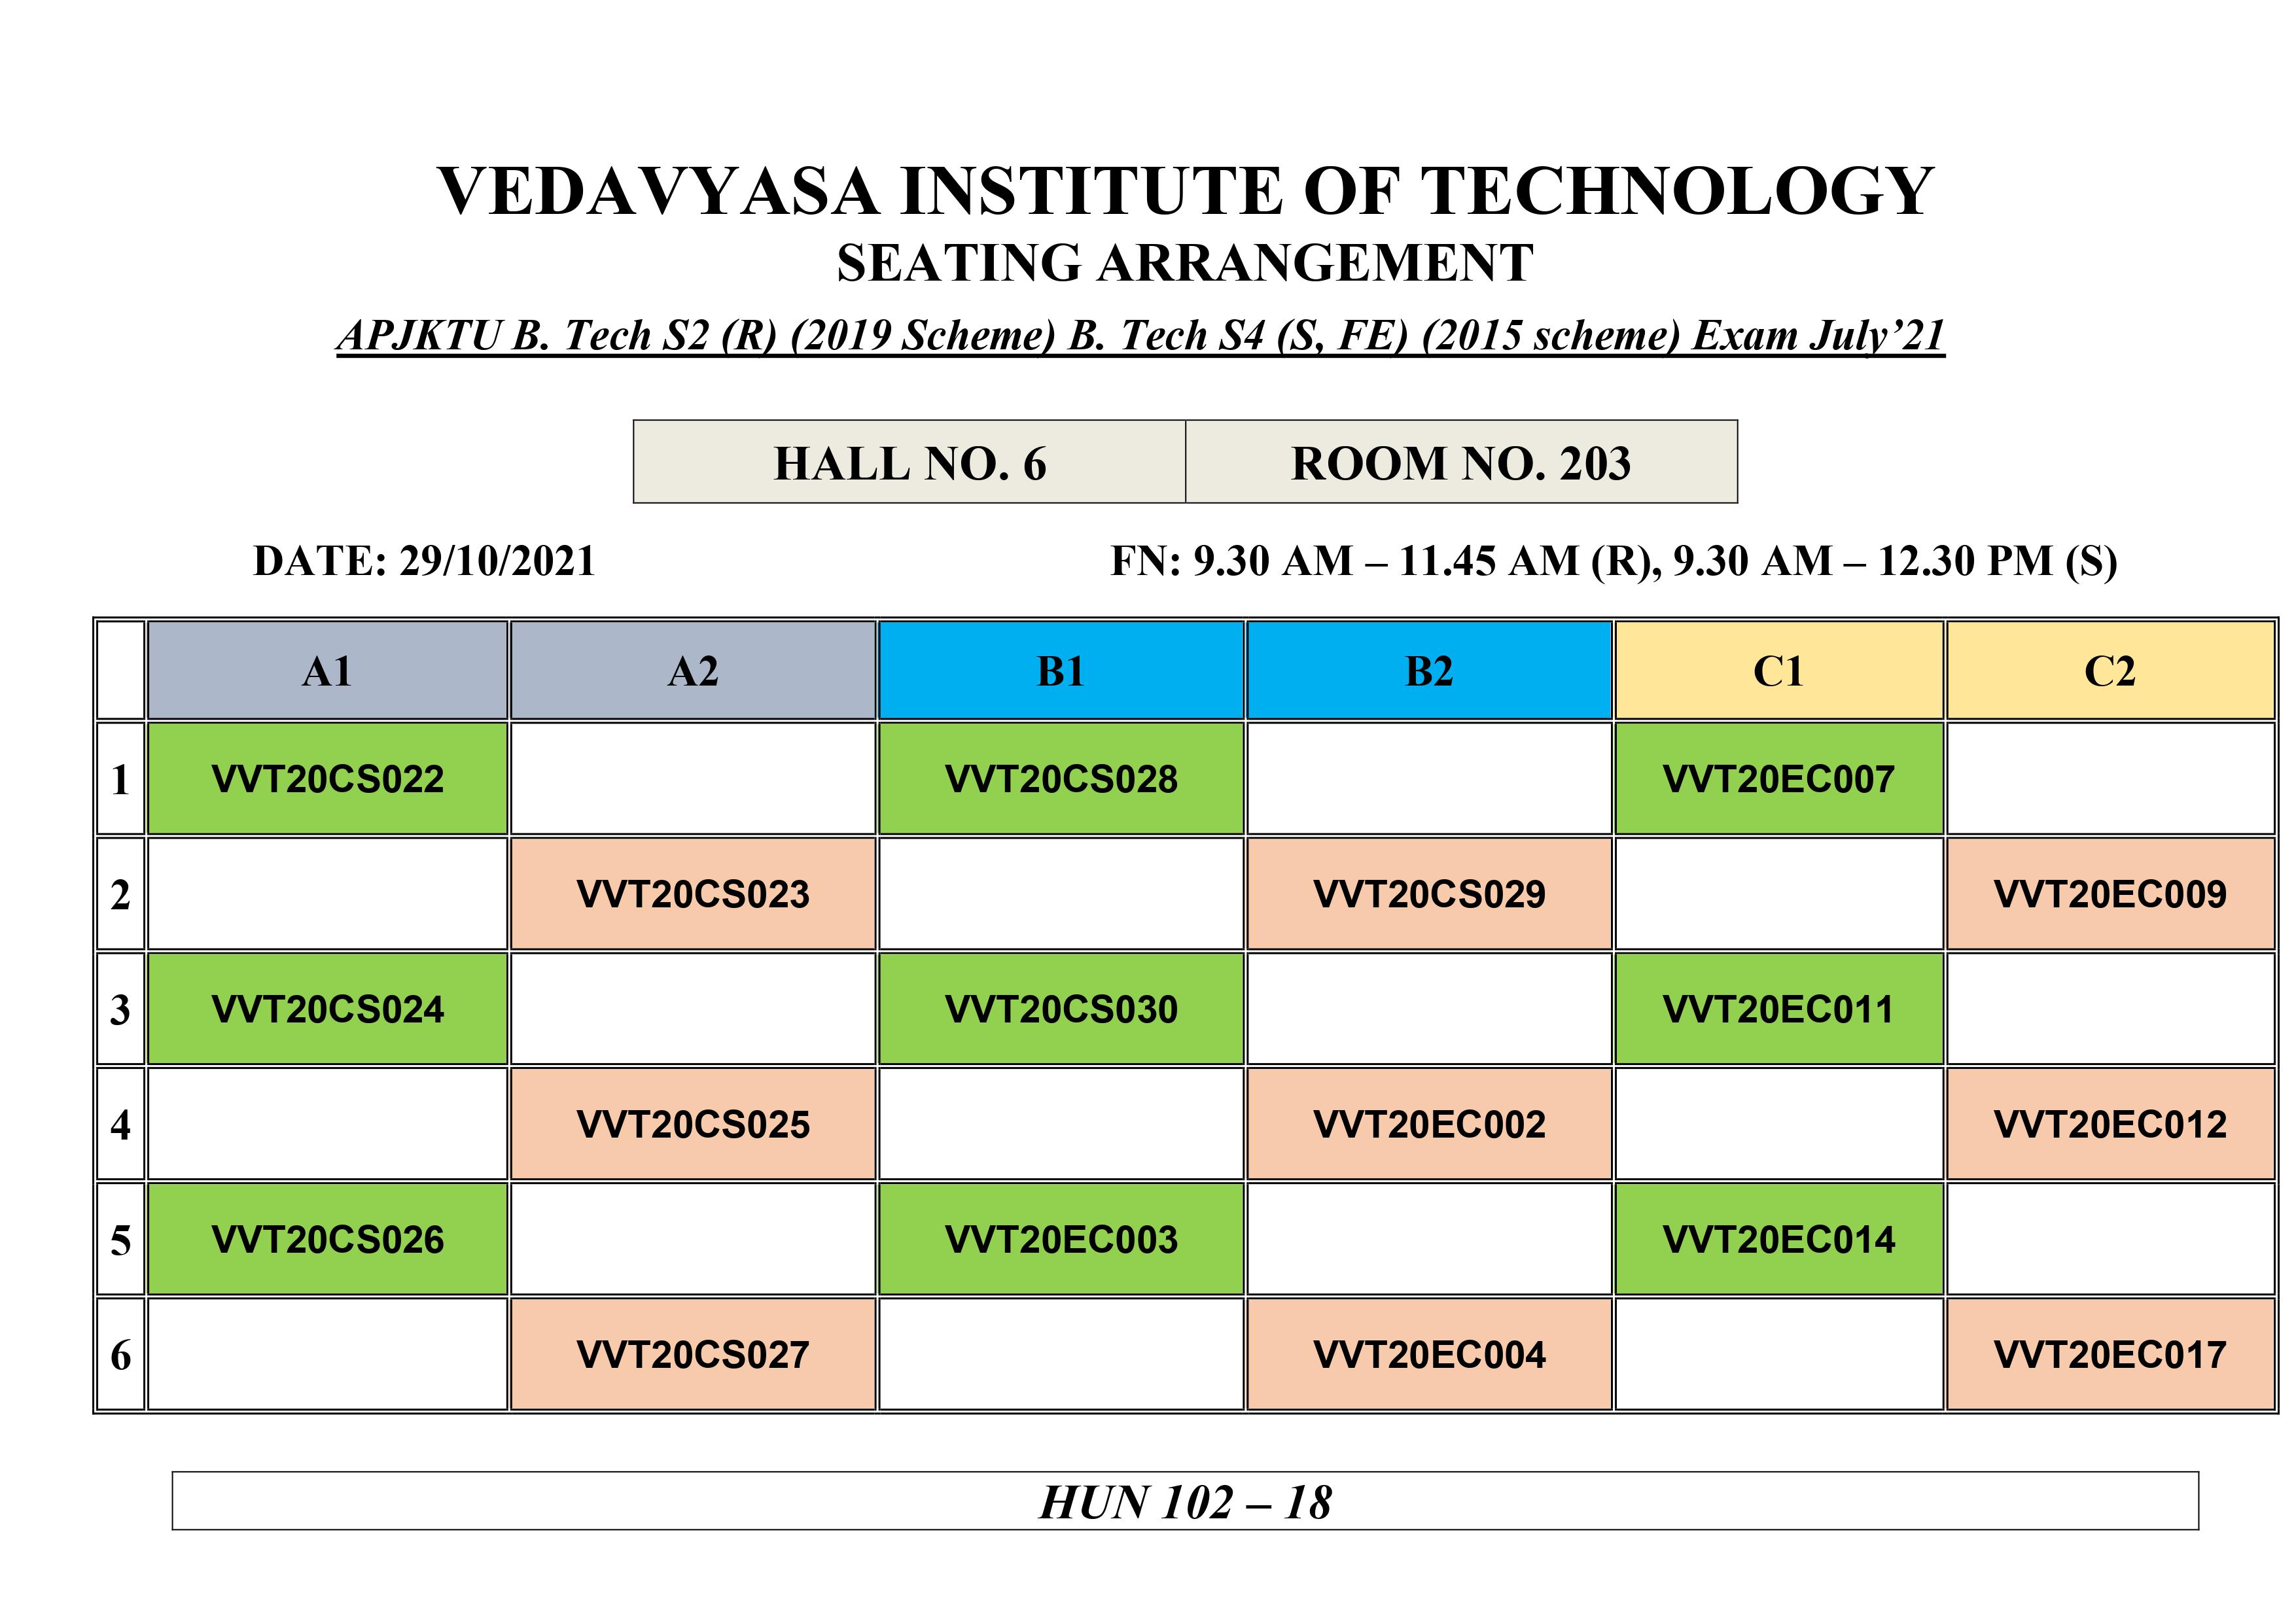 VEDAVYASA INSTITUTE OF TECHNOLOGY
SEATING ARRANGEMENT
APJKTU B. Tech S2 (R) (2019 Scheme) B. Tech S4 (S, FE) (2015 scheme) Exam July’21
HALL NO. 6 ROOM NO. 203
DATE: 29/10/2021 FN: 9.30 AM – 11.45 AM (R), 9.30 AM – 12.30 PM (S)
A1 A2 B1 B2 C1 C2
1 VVT20CS022 VVT20CS028 VVT20EC007
2 VVT20CS023 VVT20CS029 VVT20EC009
3 VVT20CS024 VVT20CS030 VVT20EC011
4 VVT20CS025 VVT20EC002 VVT20EC012
5 VVT20CS026 VVT20EC003 VVT20EC014
6 VVT20CS027 VVT20EC004 VVT20EC017
HUN 102 – 18